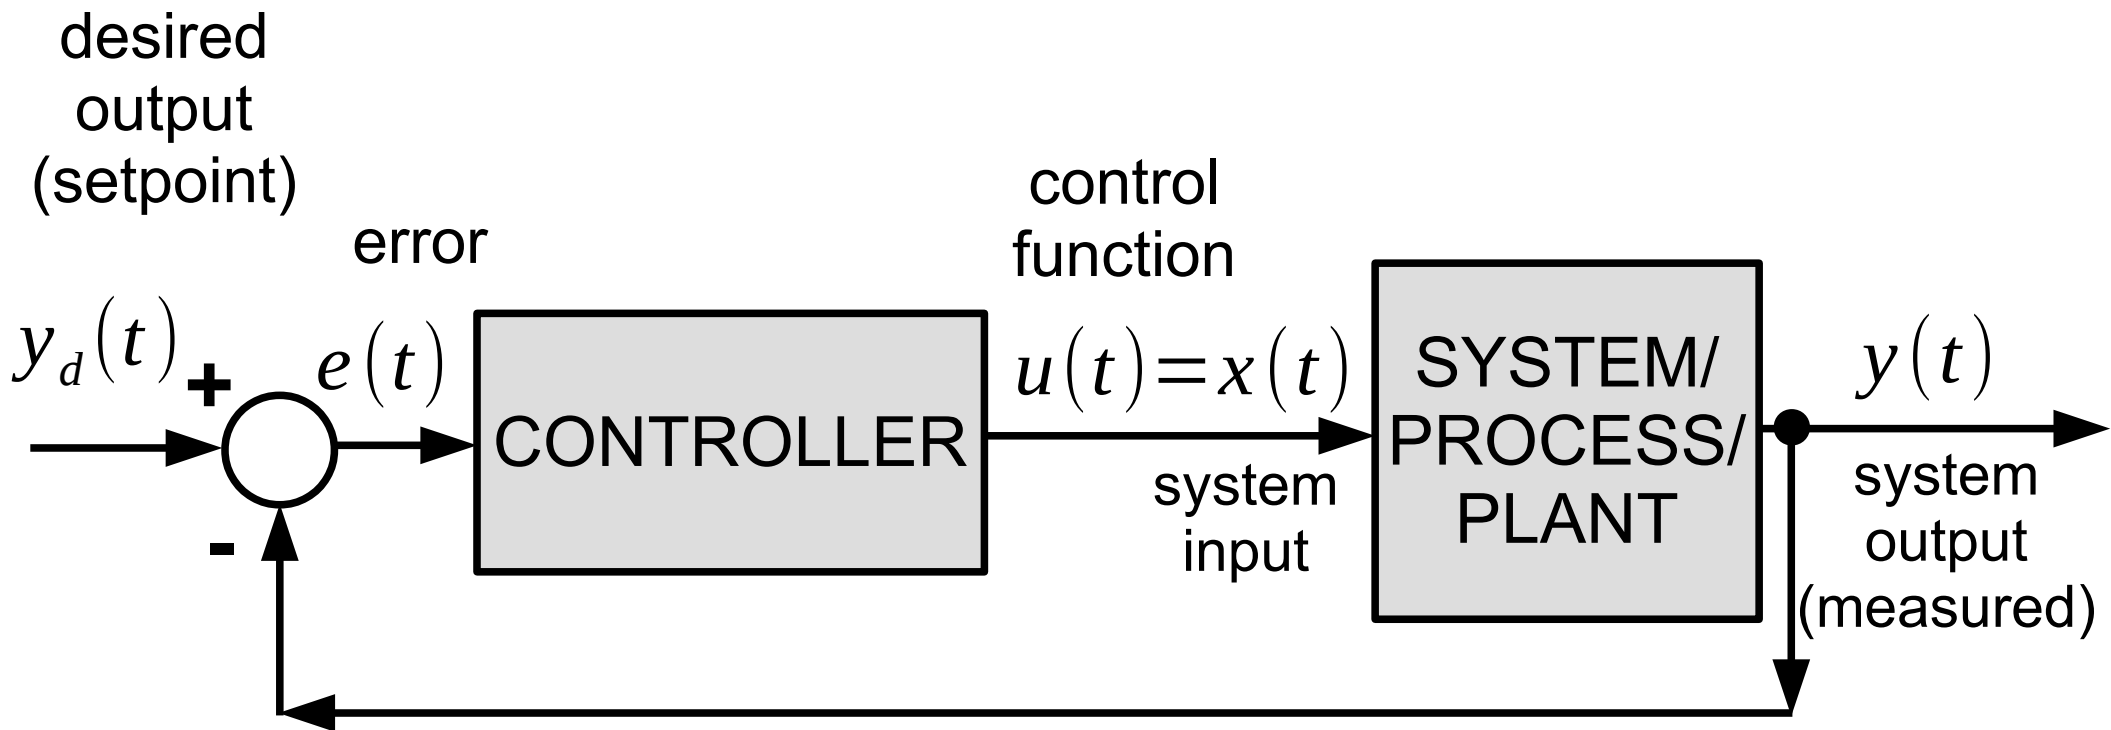 desired
output
(setpoint)
error
control
function
y_d(t)
+
e(t)
u(t)=x(t)
y(t)
CONTROLLER
SYSTEM/
PROCESS/
PLANT
-
system
input
system
output
(measured)